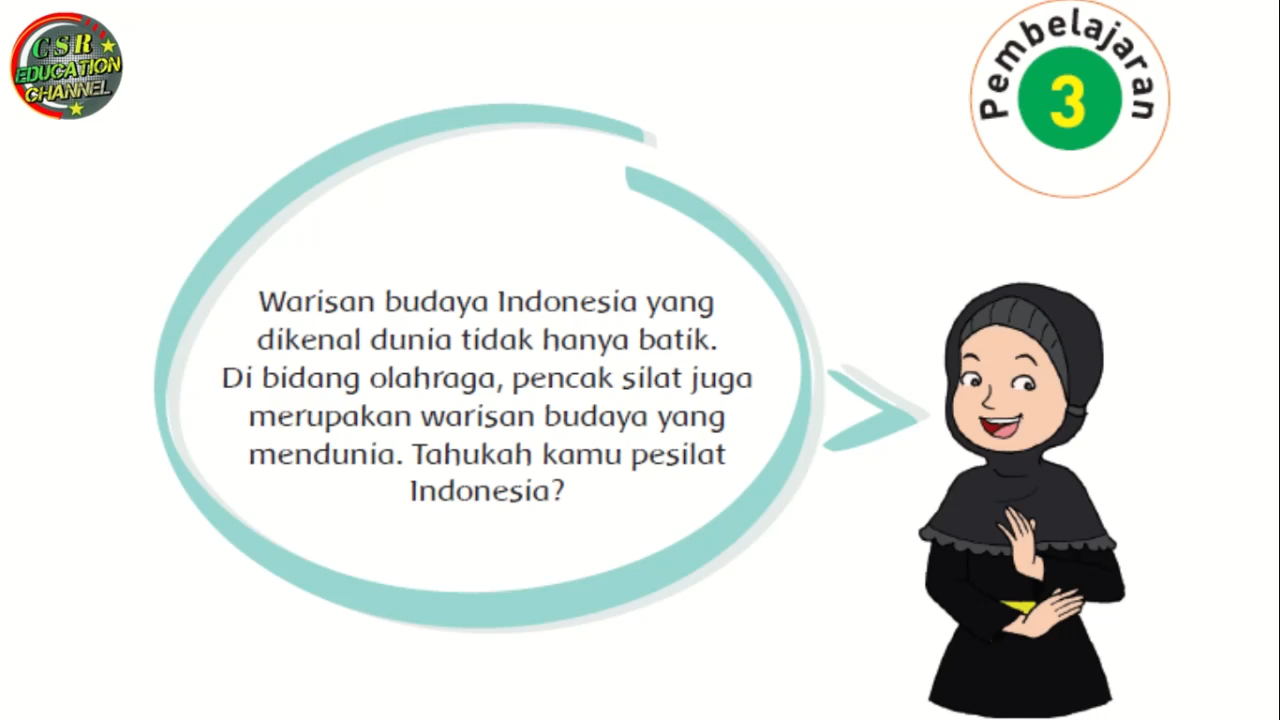 CSR
EDUCATION
CHANNEL
Pembelajaran
3
Warisan budaya Indonesia yang
dikenal dunia tidak hanya batik.
Di bidang olahraga, pencak silat juga
merupakan warisan budaya yang
mendunia. Tahukah kamu pesilat
Indonesia?